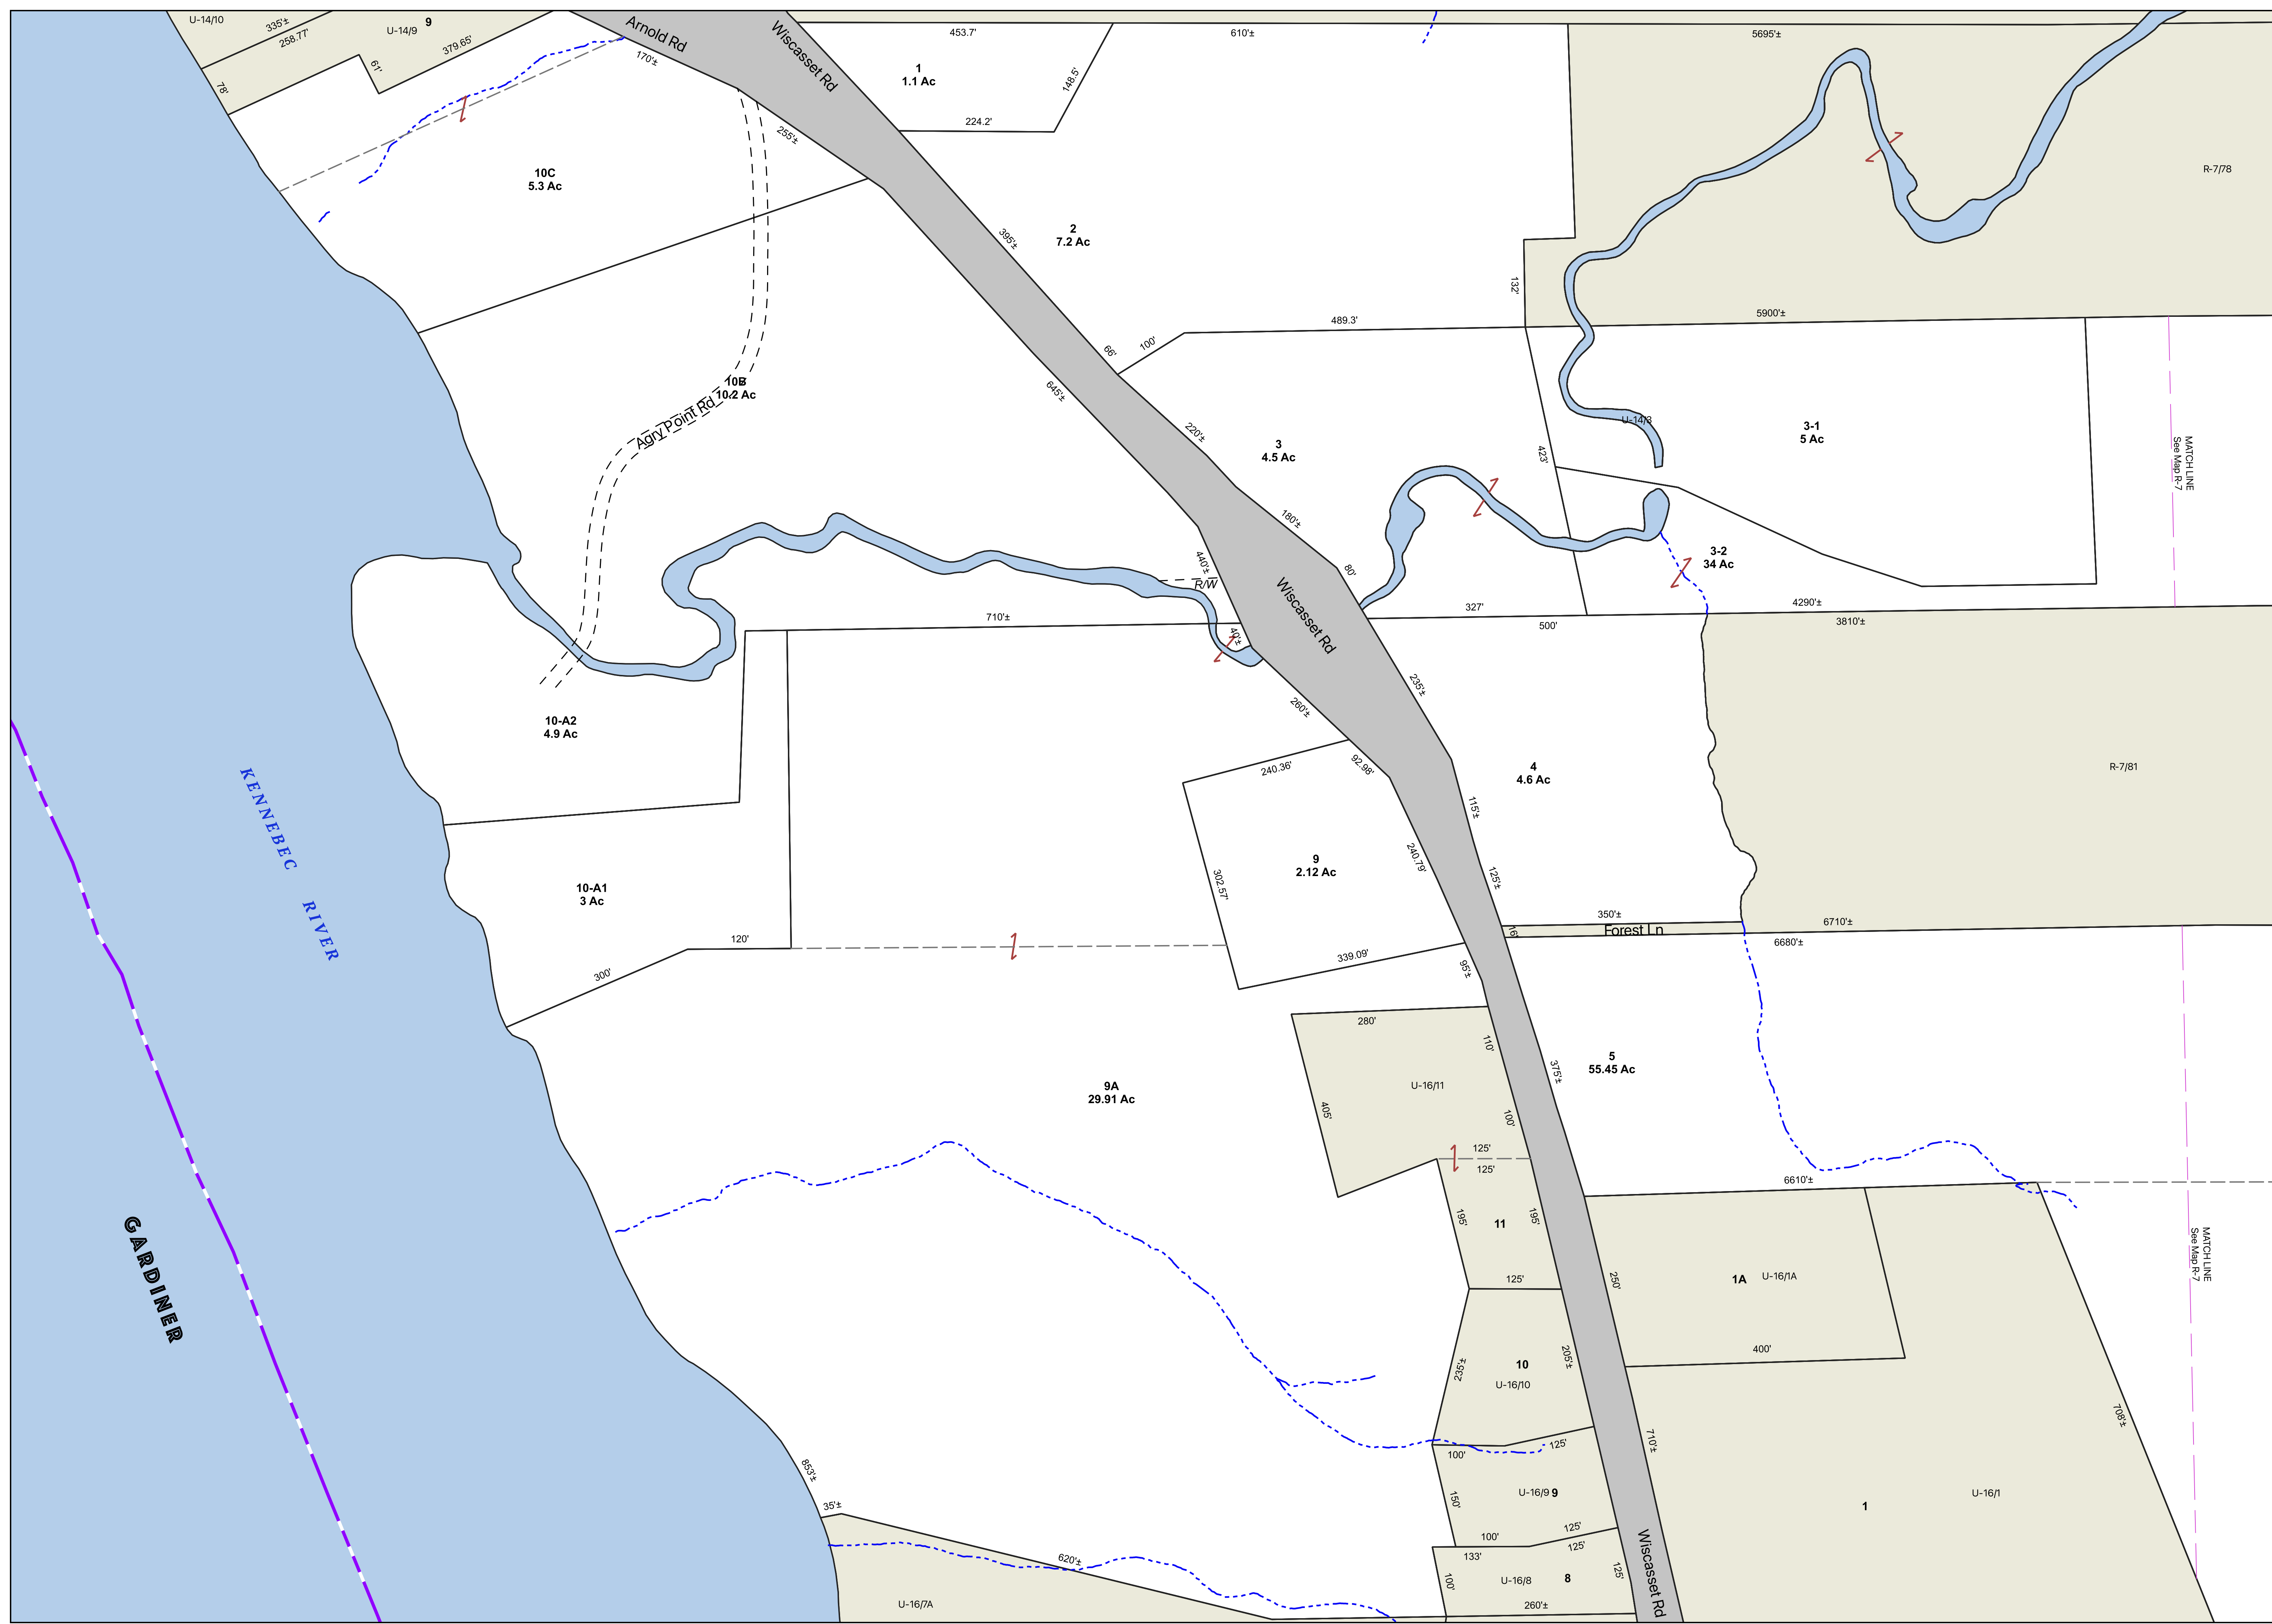 U-14/10
335'±
258.77'
9
U-14/9
379.65'
61'
78'
Arnold Rd
170'±
Wiscasset Rd
453.7'
610'±
5695'±
1
1.1 Ac
148.5'
224.2'
255'±
R-7/78
10C
5.3 Ac
2
7.2 Ac
395'±
132'
5900'±
489.3'
100'
66'
645'±
10B
10.2 Ac
Agry Point Rd
220'±
3
4.5 Ac
U-14/3
3-1
5 Ac
423'
MATCH LINE
See Map R-7
180'±
440'±
R/W
80'
3-2
34 Ac
Wiscasset Rd
327'
4290'±
710'±
40'±
500'
3810'±
10-A2
4.9 Ac
260'±
235'±
KENNEBEC RIVER
240.36'
92.98'
4
4.6 Ac
R-7/81
115'±
9
2.12 Ac
240.79'
125'±
302.57'
10-A1
3 Ac
350'±
6710'±
Forest Ln
16'
120'
6680'±
339.09'
95'±
300'
280'
110'
5
55.45 Ac
375'±
9A
29.91 Ac
U-16/11
405'
100'
125'
125'
6610'±
195'
11
195'
GARDINER
MATCH LINE
See Map R-7
125'
250'
1A
U-16/1A
400'
235'±
10
205'±
U-16/10
708'±
710'±
125'
100'
853'±
150'
U-16/9
9
35'±
1
U-16/1
125'
100'
125'
133'
620'±
100'
U-16/8
8
125'
Wiscasset Rd
U-16/7A
260'±